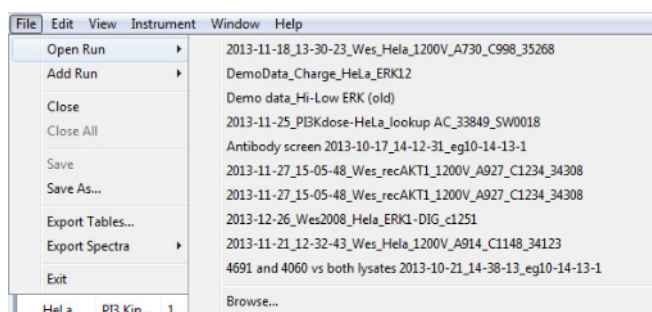 File Edit View Instrument Window Help
Open Run
Add Run
Close
Close All
Save
Save As...
Export Tables...
Export Spectra
Exit
2013-11-18_13-30-23_Wes_Hela_1200V_A730_C998_35268
DemoData_Charge_HeLa_ERK12
Demo data_Hi-Low ERK (old)
2013-11-25_PI3Kdose-HeLa_lookup AC_33849_SW0018
Antibody screen 2013-10-17_14-12-31_eg10-14-13-1
2013-11-27_15-05-48_Wes_recAKT1_1200V_A927_C1234_34308
2013-11-27_15-05-48_Wes_recAKT1_1200V_A927_C1234_34308
2013-12-26_Wes2008_Hela_ERK1-DIG_c1251
2013-11-21_12-32-43_Wes_Hela_1200V_A914_C1148_34123
4691 and 4060 vs both lysates 2013-10-21_14-38-13_eg10-14-13-1
Browse...
HeLa PI3 Kin... 1